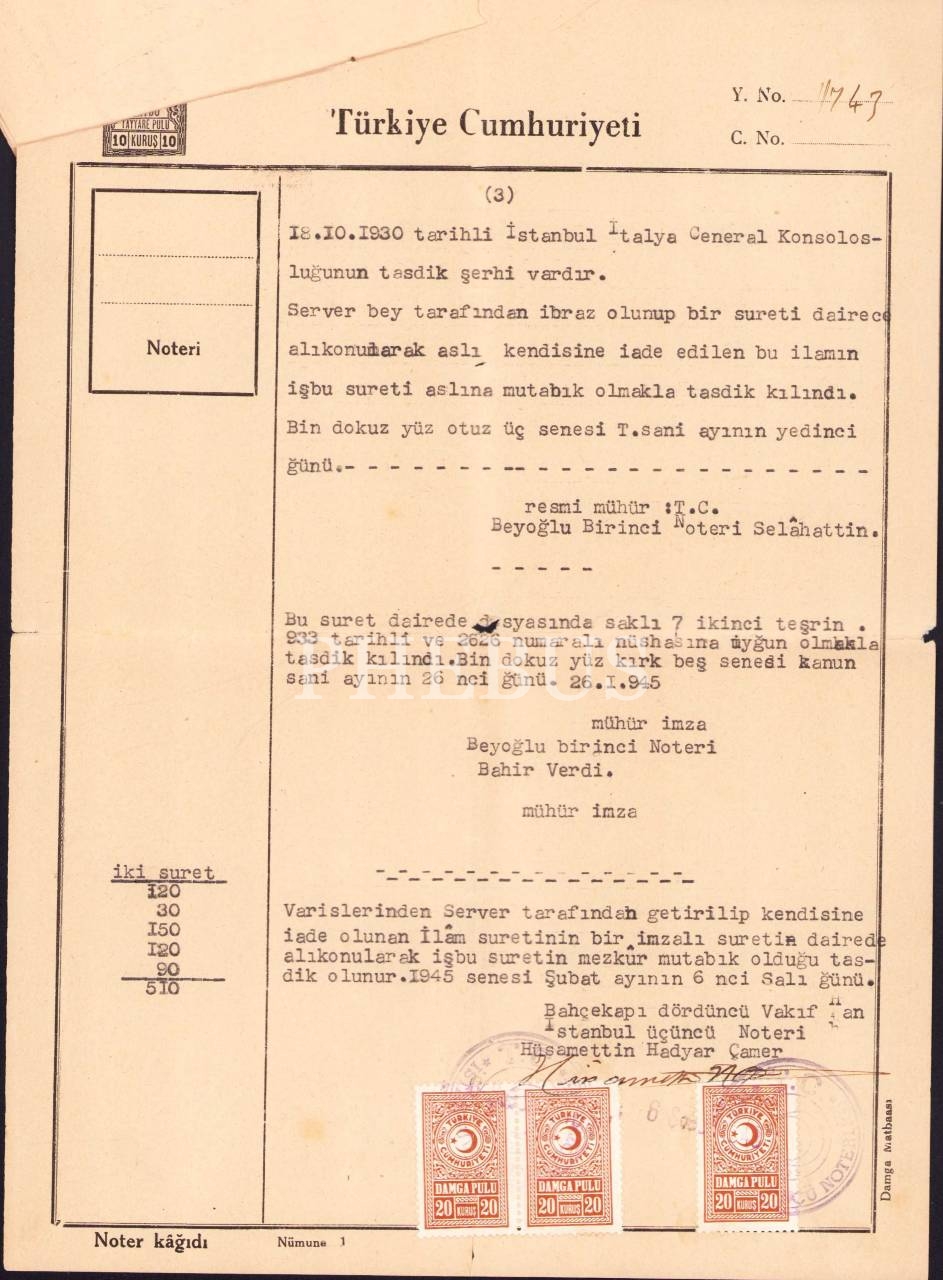 Türkiye Cumhuriyeti
Y. No. 1743
C. No.
TAYYARE PULU
10 KURUŞ 10
Noteri
(3)
18.10.1930 tarihli İstanbul İtalya General Konsolos-
luğunun tasdik şerhi vardır.
Server bey tarafından ibraz olunup bir sureti dairece
alıkonularak aslı kendisine iade edilen bu ilamın
işbu sureti aslına mutabık olmakla tasdik kılındı.
Bin dokuz yüz otuz üç senesi T.sani ayının yedinci
ğünü.- - - - - - - - - - - - - - - - - - - - - - - -
resmi mühür :T.C.
Beyoğlu Birinci Noteri Selâhattin.
- - - - -
Bu suret dairede dosyasında saklı 7 ikinci teşrin .
933 tarihli ve 2626 numaralı nüshasına uyğun olmakla
tasdik kılındı.Bin dokuz yüz kırk beş senesi kanun
sani ayının 26 nci ğünü. 26.I.945
PHEBUS
mühür imza
Beyoğlu birinci Noteri
Bahir Verdi.
mühür imza
iki suret
120
30
150
120
90
510
Varislerinden Server tarafından getirilip kendisine
iade olunan İlâm suretinin bir imzalı suretin dairede
alıkonularak işbu suretin mezkûr mutabık olduğu tas-
dik olunur.1945 senesi Şubat ayının 6 nci Salı ğünü.
Bahçekapı dördüncü Vakıf Han
İstanbul üçüncü Noteri
Hüsamettin Hadyar Çamer
TÜRKİYE CUMHURİYETİ
DAMGA PULU
20 KURUŞ 20
TÜRKİYE CUMHURİYETİ
DAMGA PULU
20 KURUŞ 20
TÜRKİYE CUMHURİYETİ
DAMGA PULU
20 KURUŞ 20
Damga Matbaası
Noter kâğıdı
Nümune 1